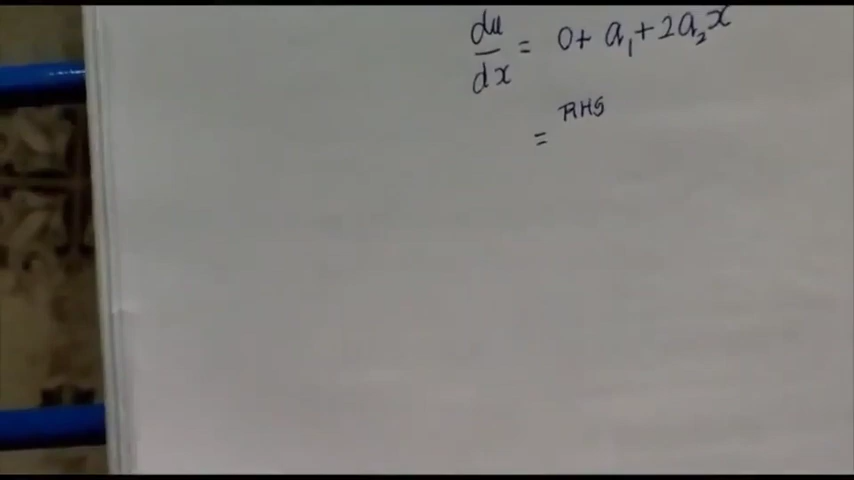 du/dx = 0 + a₁ + 2a₂x
RHS
=